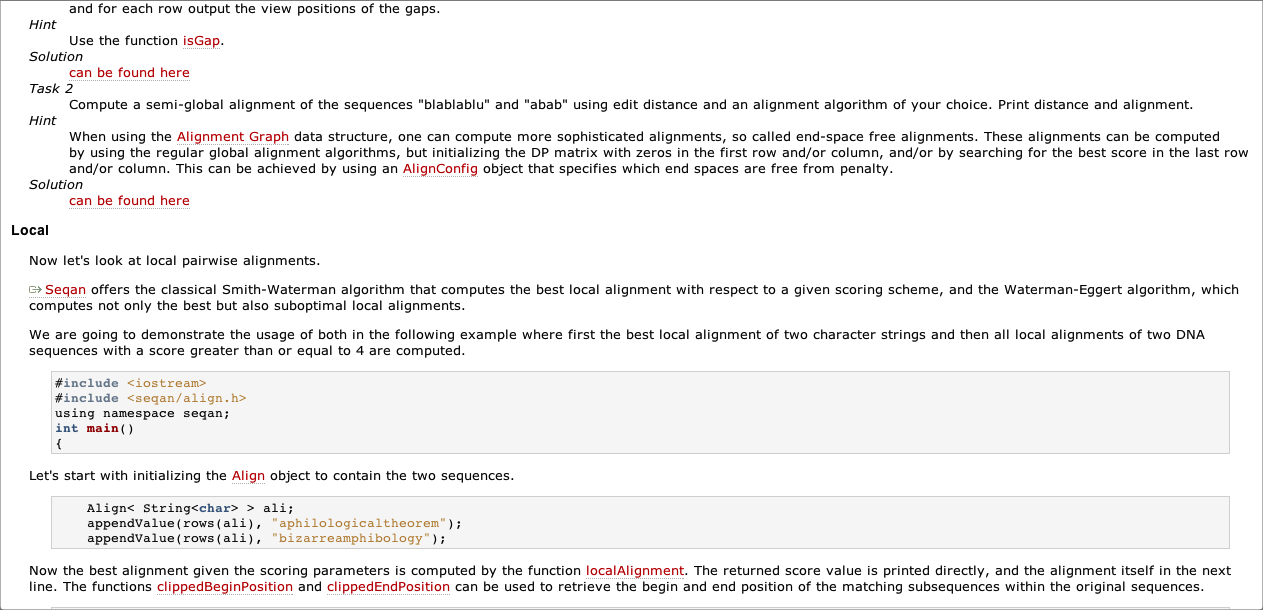 and for each row output the view positions of the gaps.
Hint
Use the function isGap.
Solution
can be found here
Task 2
Compute a semi-global alignment of the sequences "blablablu" and "abab" using edit distance and an alignment algorithm of your choice. Print distance and alignment.
Hint
When using the Alignment Graph data structure, one can compute more sophisticated alignments, so called end-space free alignments. These alignments can be computed
by using the regular global alignment algorithms, but initializing the DP matrix with zeros in the first row and/or column, and/or by searching for the best score in the last row
and/or column. This can be achieved by using an AlignConfig object that specifies which end spaces are free from penalty.
Solution
can be found here
Local
Now let's look at local pairwise alignments.
Seqan offers the classical Smith-Waterman algorithm that computes the best local alignment with respect to a given scoring scheme, and the Waterman-Eggert algorithm, which
computes not only the best but also suboptimal local alignments.
We are going to demonstrate the usage of both in the following example where first the best local alignment of two character strings and then all local alignments of two DNA
sequences with a score greater than or equal to 4 are computed.
#include <iostream>
#include <seqan/align.h>
using namespace seqan;
int main()
{
Let's start with initializing the Align object to contain the two sequences.
Align< String<char> > ali;
appendValue(rows(ali), "aphilologicaltheorem");
appendValue(rows(ali), "bizarreamphibology");
Now the best alignment given the scoring parameters is computed by the function localAlignment. The returned score value is printed directly, and the alignment itself in the next
line. The functions clippedBeginPosition and clippedEndPosition can be used to retrieve the begin and end position of the matching subsequences within the original sequences.